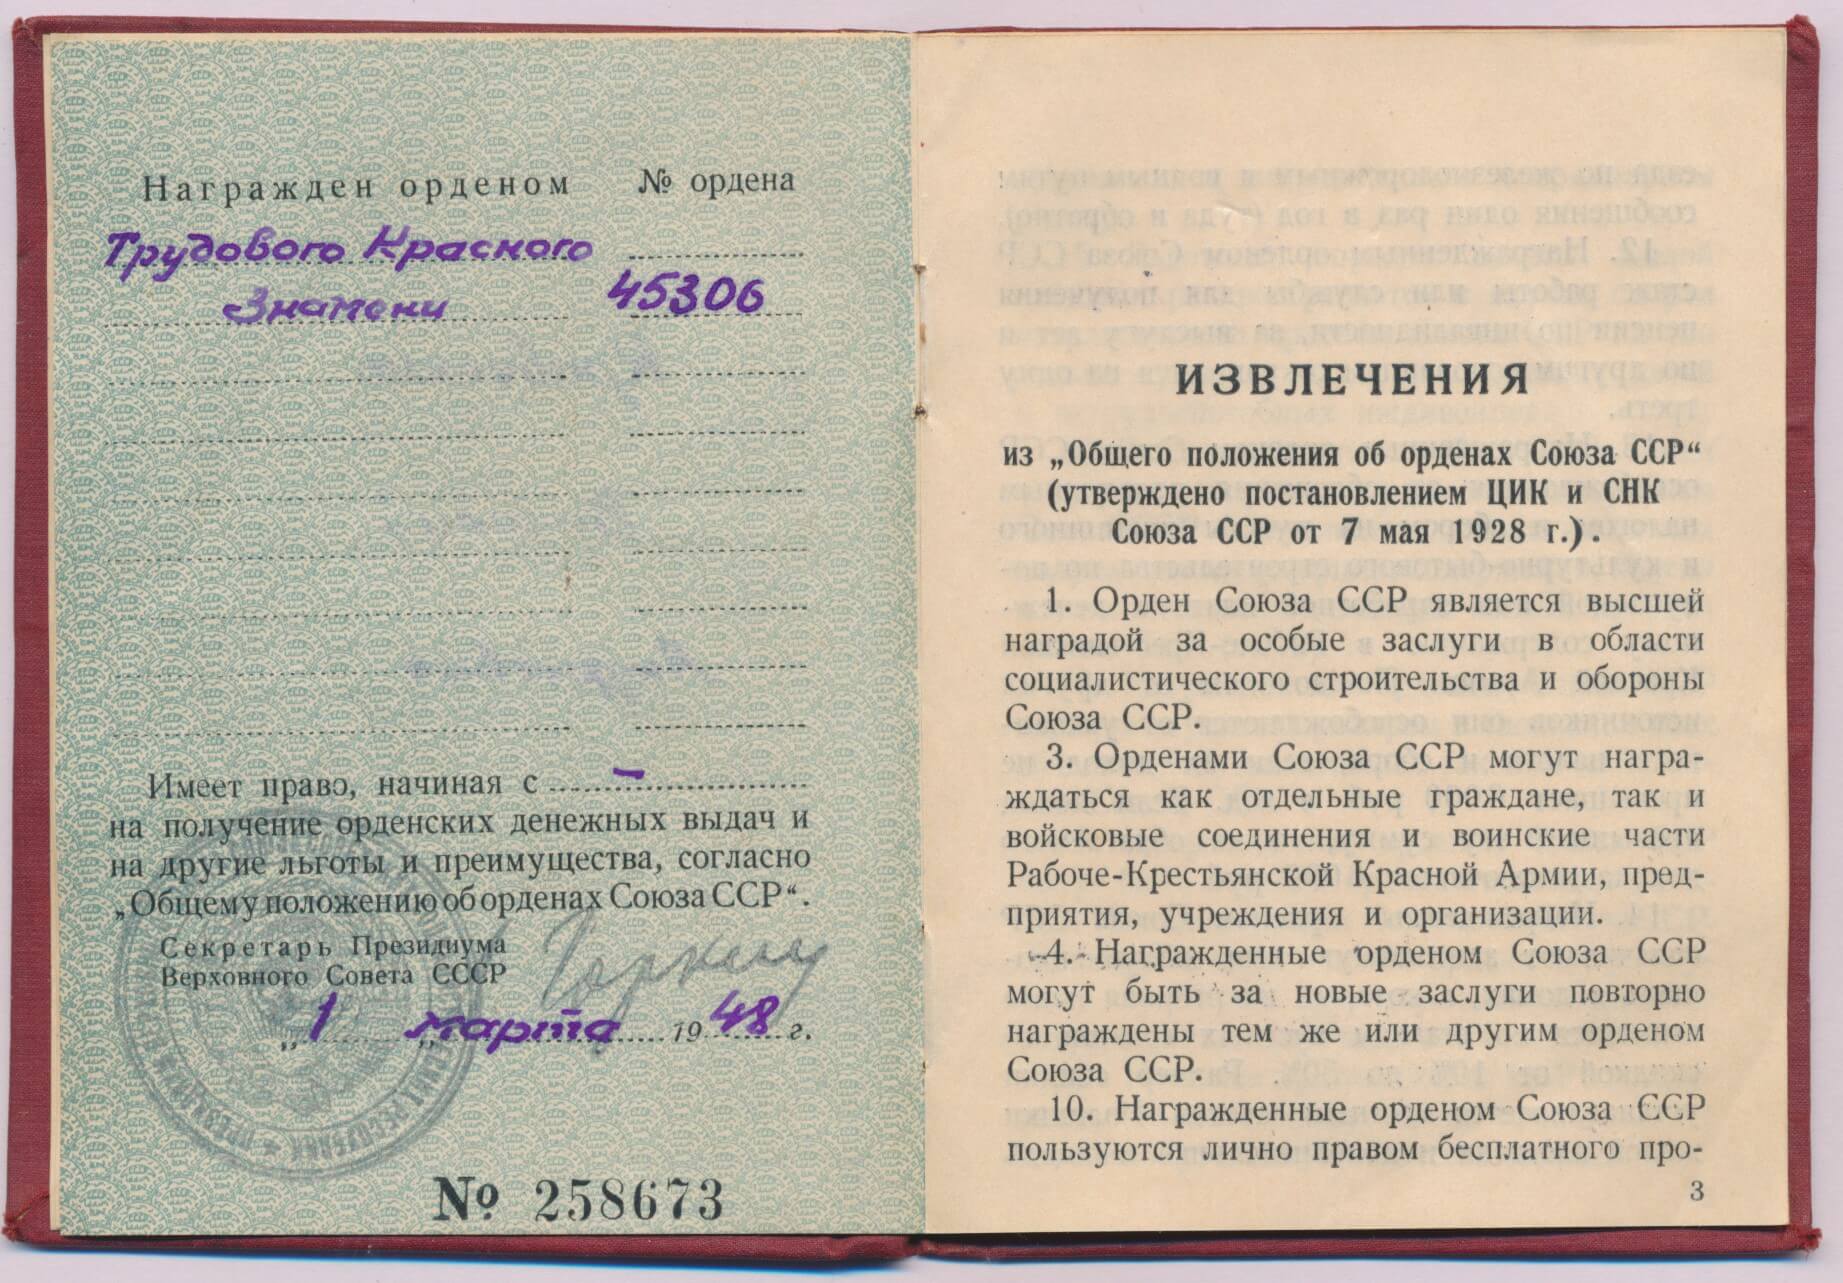 Награжден орденом № ордена
Трудового Красного
Знамени 45306
Имеет право, начиная с –
на получение орденских денежных выдач и
на другие льготы и преимущества, согласно
„Общему положению об орденах Союза ССР“.
Секретарь Президиума
Верховного Совета СССР Горкин
„1„ марта 1948 г.
№ 258673
ИЗВЛЕЧЕНИЯ
из „Общего положения об орденах Союза ССР“
(утверждено постановлением ЦИК и СНК
Союза ССР от 7 мая 1928 г.).
1. Орден Союза ССР является высшей
наградой за особые заслуги в области
социалистического строительства и обороны
Союза ССР.
3. Орденами Союза ССР могут награ-
ждаться как отдельные граждане, так и
войсковые соединения и воинские части
Рабоче-Крестьянской Красной Армии, пред-
приятия, учреждения и организации.
4. Награжденные орденом Союза ССР
могут быть за новые заслуги повторно
награждены тем же или другим орденом
Союза ССР.
10. Награжденные орденом Союза ССР
пользуются лично правом бесплатного про-
3